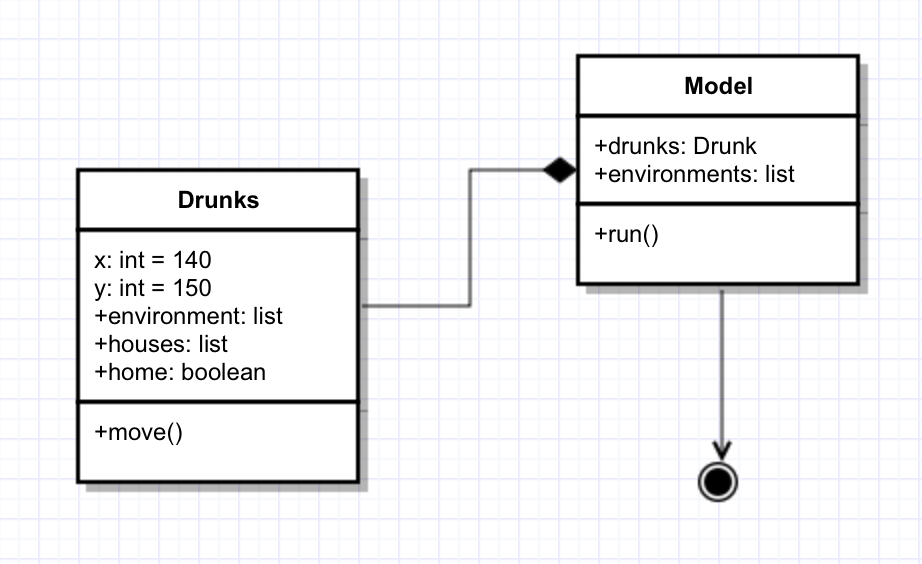 Drunks
x: int = 140
y: int = 150
+environment: list
+houses: list
+home: boolean
+move()
Model
+drunks: Drunk
+environments: list
+run()